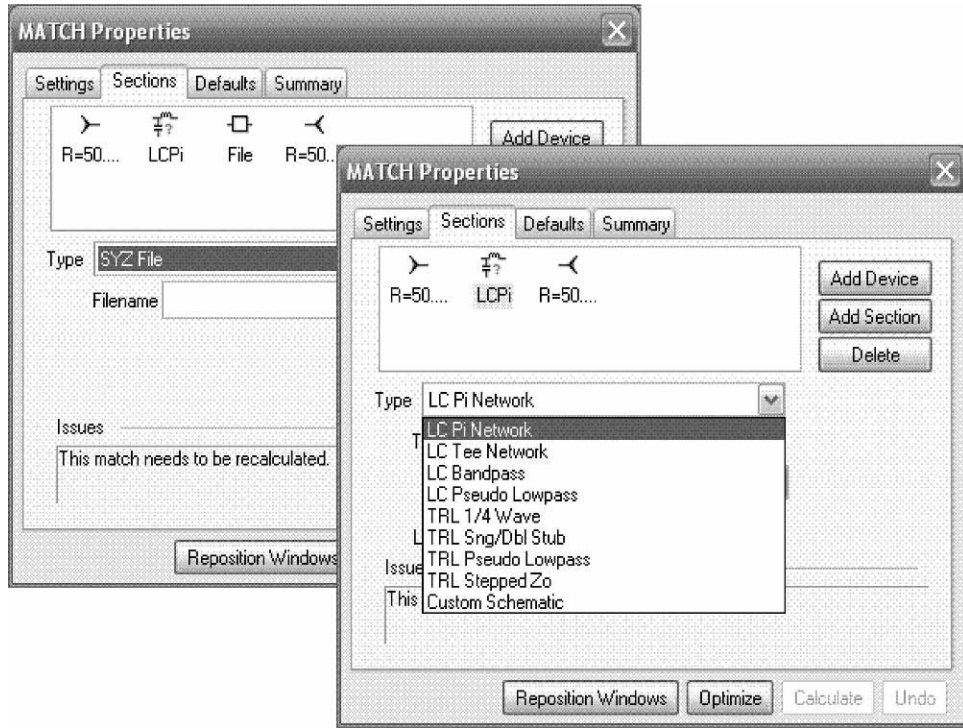 MATCH Properties
Settings Sections Defaults Summary
R=50.... LCPi File R=50..
Add Device
Type SYZ File
Filename
Issues
This match needs to be recalculated.
Reposition Windows
MATCH Properties
Settings Sections Defaults Summary
R=50.... LCPi R=50....
Add Device
Add Section
Delete
Type LC Pi Network
LC Pi Network
LC Tee Network
LC Bandpass
LC Pseudo Lowpass
TRL 1/4 Wave
TRL Sng/Dbl Stub
TRL Pseudo Lowpass
TRL Stepped Zo
Custom Schematic
T
L
Issue
This
Reposition Windows Optimize Calculate Undo